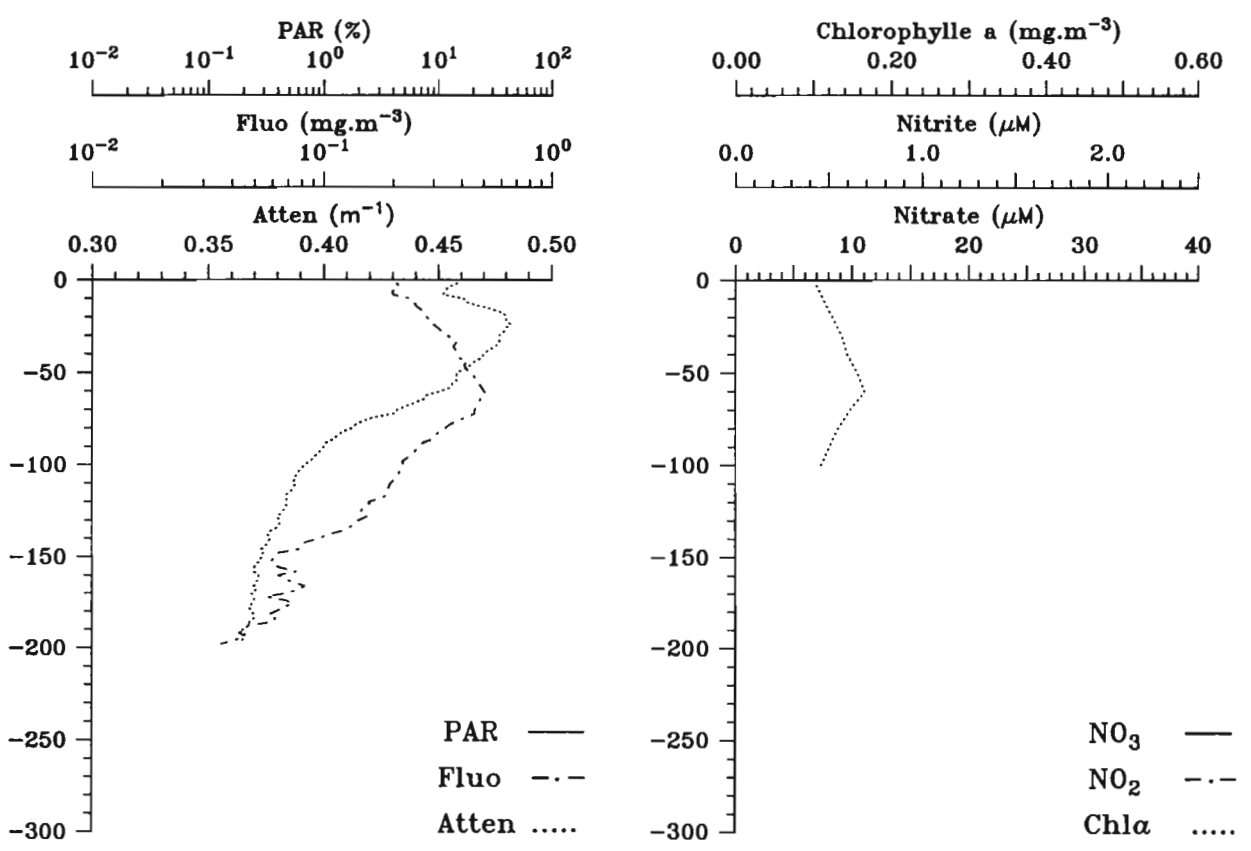 PAR (%)
10⁻² 10⁻¹ 10⁰ 10¹ 10²
Fluo (mg.m⁻³)
10⁻² 10⁻¹ 10⁰
Atten (m⁻¹)
0.30 0.35 0.40 0.45 0.50
0
−50
−100
−150
−200
−250
−300
PAR
Fluo
Atten
Chlorophylle a (mg.m⁻³)
0.00 0.20 0.40 0.60
Nitrite (μM)
0.0 1.0 2.0
Nitrate (μM)
0 10 20 30 40
0
−50
−100
−150
−200
−250
−300
NO₃
NO₂
Chlα